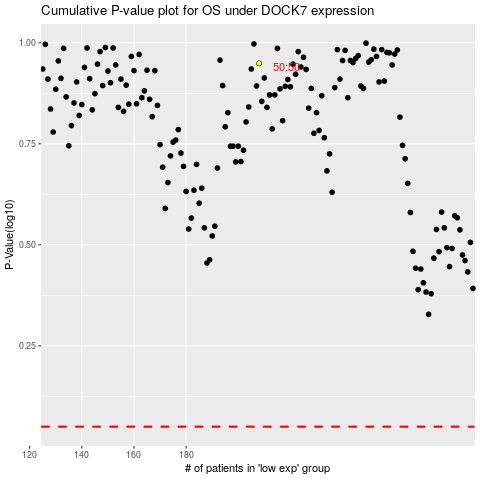 Cumulative P-value plot for OS under DOCK7 expression
P-Value(log10)
1.00
0.75
0.50
0.25
50:50
120 140 160 180
# of patients in 'low exp' group